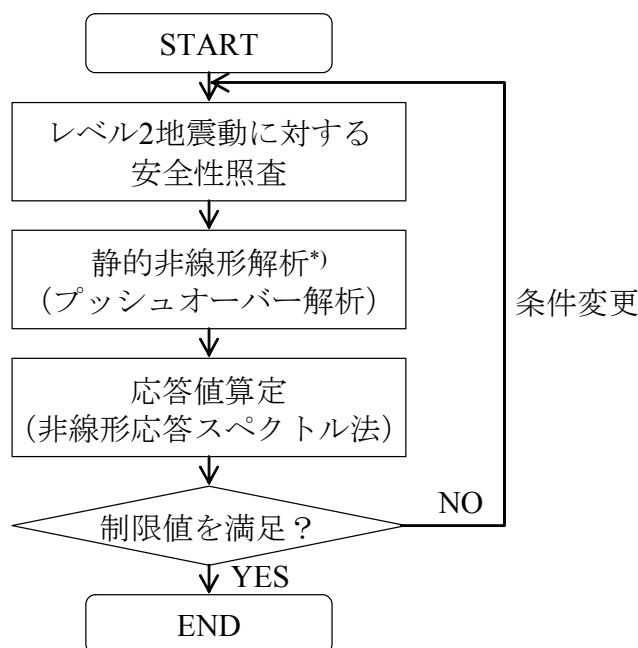 START
レベル2地震動に対する
安全性照査
静的非線形解析*)
(プッシュオーバー解析)
条件変更
応答値算定
(非線形応答スペクトル法)
制限値を満足？
NO
YES
END